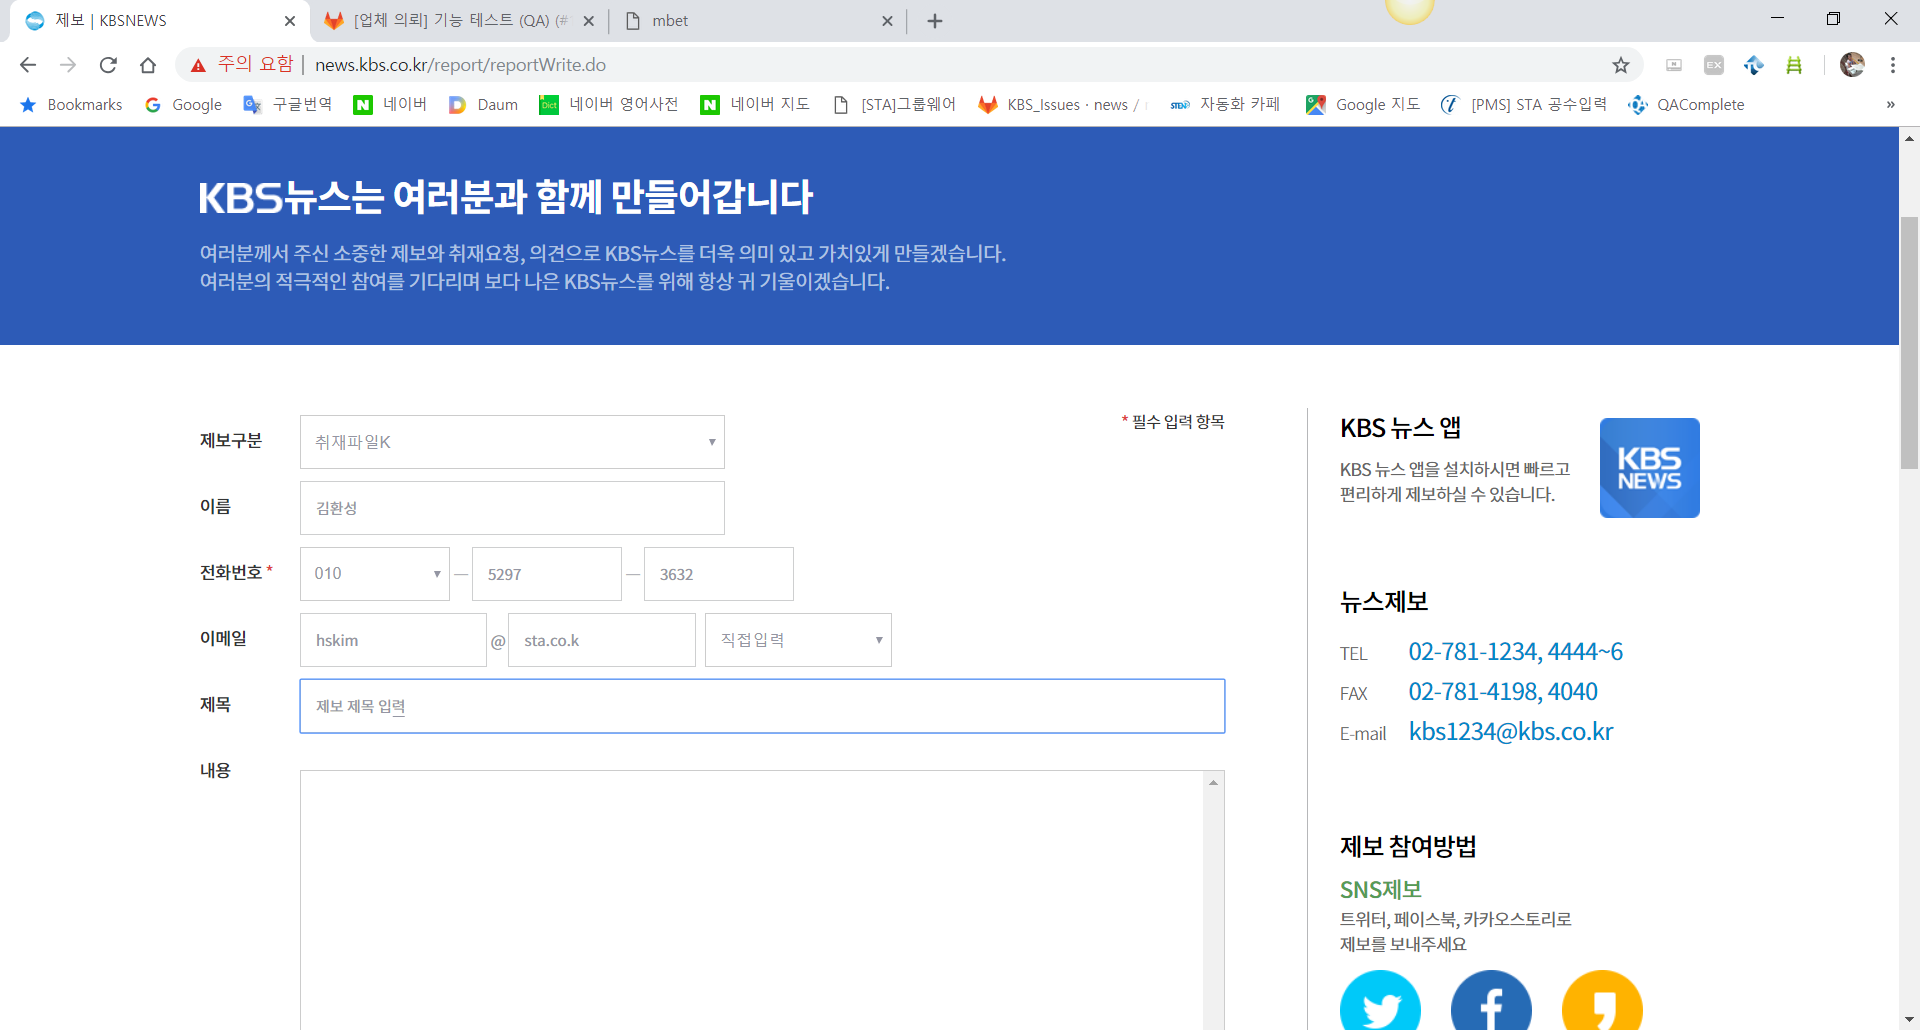 제보 | KBSNEWS
[업체 의뢰] 기능 테스트 (QA) (#
mbet
주의 요함 | news.kbs.co.kr/report/reportWrite.do
Bookmarks Google 구글번역 네이버 Daum 네이버 영어사전 네이버 지도 [STA]그룹웨어 KBS_Issues · news / 자동화 카페 Google 지도 [PMS] STA 공수입력 QAComplete »
KBS뉴스는 여러분과 함께 만들어갑니다
여러분께서 주신 소중한 제보와 취재요청, 의견으로 KBS뉴스를 더욱 의미 있고 가치있게 만들겠습니다.
여러분의 적극적인 참여를 기다리며 보다 나은 KBS뉴스를 위해 항상 귀 기울이겠습니다.
* 필수 입력 항목
제보구분 취재파일K
이름 김환성
전화번호 * 010 — 5297 — 3632
이메일 hskim @ sta.co.k 직접입력
제목 제보 제목 입력
내용
KBS 뉴스 앱
KBS 뉴스 앱을 설치하시면 빠르고
편리하게 제보하실 수 있습니다.
KBS
NEWS
뉴스제보
TEL 02-781-1234, 4444~6
FAX 02-781-4198, 4040
E-mail kbs1234@kbs.co.kr
제보 참여방법
SNS제보
트위터, 페이스북, 카카오스토리로
제보를 보내주세요